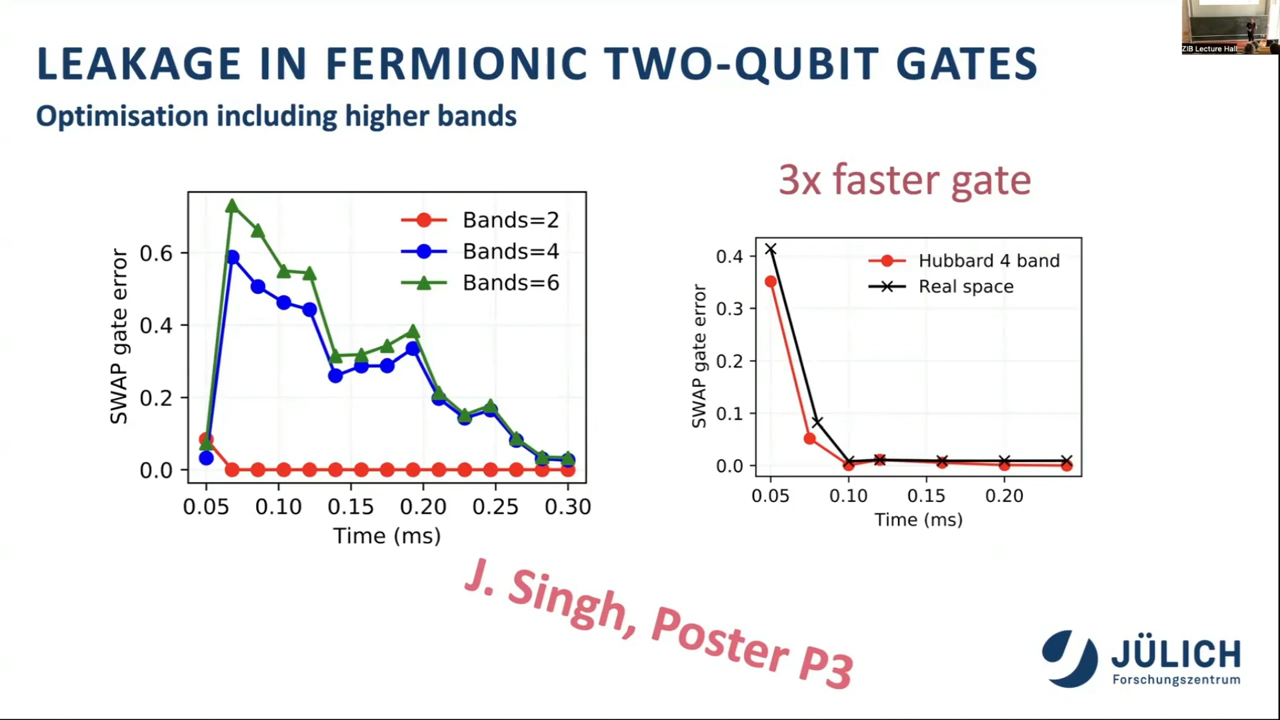 LEAKAGE IN FERMIONIC TWO-QUBIT GATES
Optimisation including higher bands
ZIB Lecture Hall
SWAP gate error
0.6
0.4
0.2
0.0
Bands=2
Bands=4
Bands=6
0.05 0.10 0.15 0.20 0.25 0.30
Time (ms)
3x faster gate
SWAP gate error
0.4
0.3
0.2
0.1
0.0
Hubbard 4 band
Real space
0.05 0.10 0.15 0.20
Time (ms)
J. Singh, Poster P3
JÜLICH
Forschungszentrum